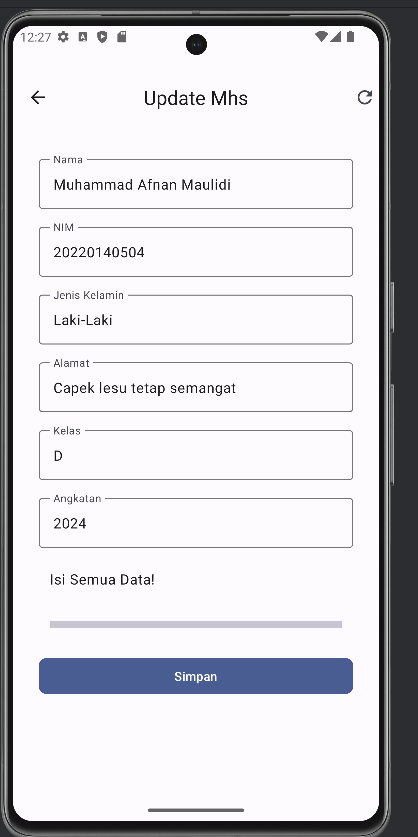 12:27
Update Mhs
Nama
Muhammad Afnan Maulidi
NIM
20220140504
Jenis Kelamin
Laki-Laki
Alamat
Capek lesu tetap semangat
Kelas
D
Angkatan
2024
Isi Semua Data!
Simpan